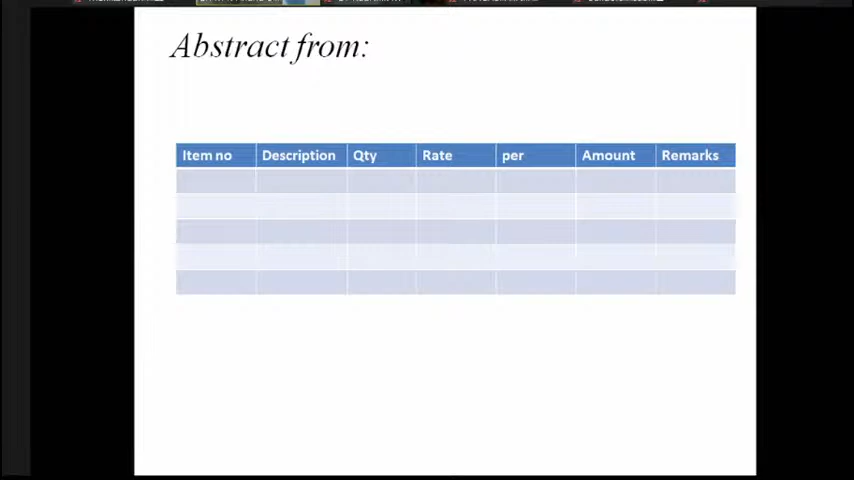 Abstract from:
Item no Description Qty Rate per Amount Remarks